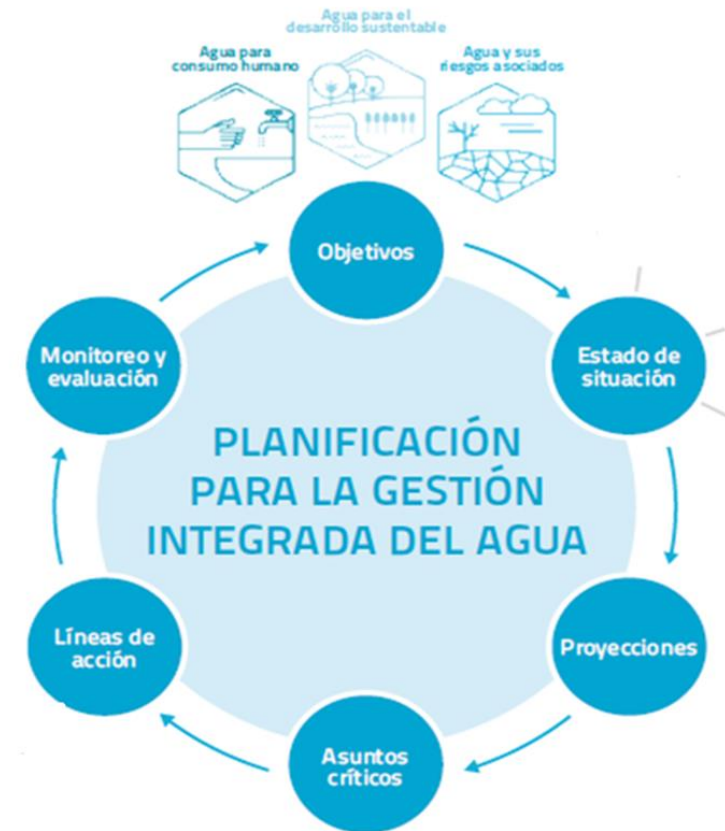 Agua para el
desarrollo sustentable
Agua para
consumo humano
Agua y sus
riesgos asociados
Objetivos
Estado de
situación
Proyecciones
Asuntos
críticos
Líneas de
acción
Monitoreo y
evaluación
PLANIFICACIÓN
PARA LA GESTIÓN
INTEGRADA DEL AGUA